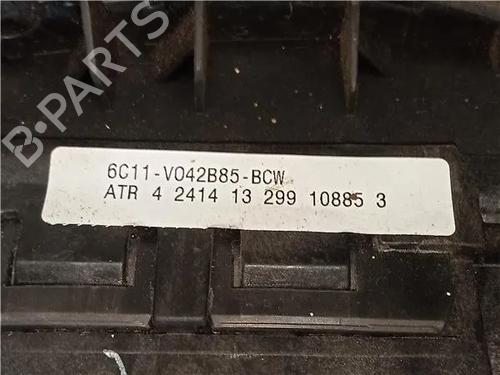 B-PARTS
6C11-V042B85-BCW
ATR 4 2414 13 299 10885 3